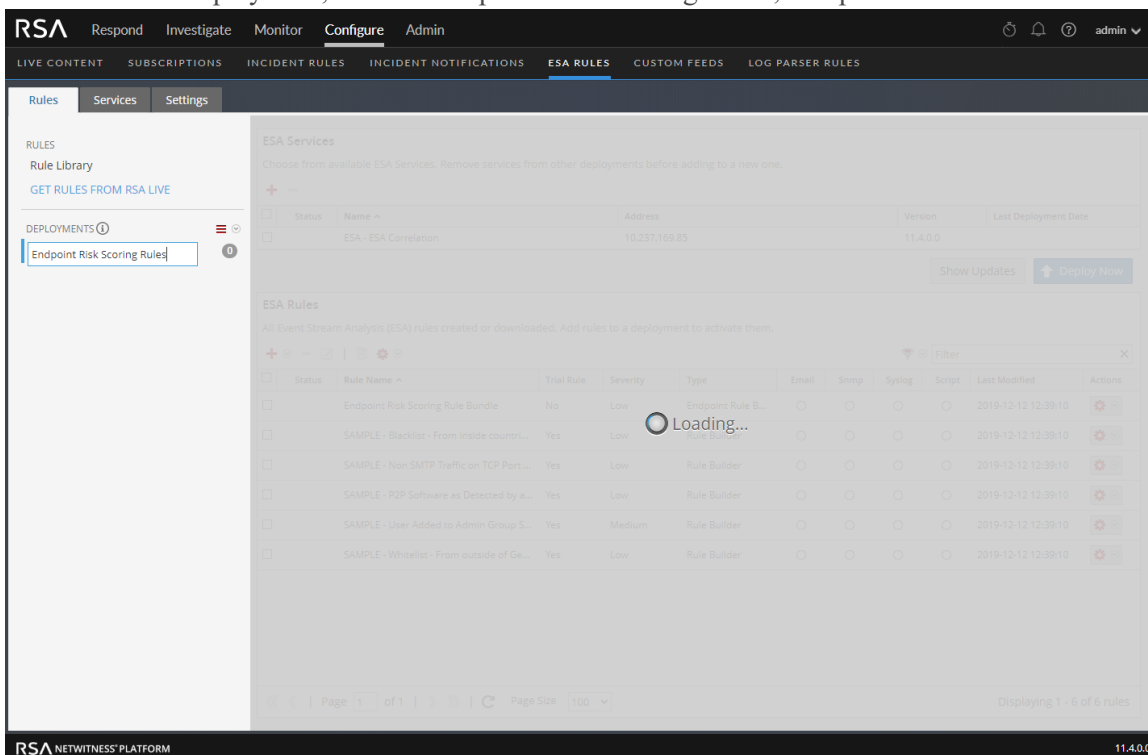 RSA Respond Investigate Monitor Configure Admin admin
LIVE CONTENT SUBSCRIPTIONS INCIDENT RULES INCIDENT NOTIFICATIONS ESA RULES CUSTOM FEEDS LOG PARSER RULES
Rules Services Settings
RULES
Rule Library
GET RULES FROM RSA LIVE
DEPLOYMENTS
Endpoint Risk Scoring Rules 0
ESA Services
Choose from available ESA Services. Remove services from other deployments before adding to a new one.
Status Name Address Version Last Deployment Date
ESA - ESA Correlation 10.237.169.85 11.4.0.0
Show Updates Deploy Now
ESA Rules
All Event Stream Analysis (ESA) rules created or downloaded. Add rules to a deployment to activate them.
Filter
Status Rule Name Trial Rule Severity Type Email Snmp Syslog Script Last Modified Actions
Endpoint Risk Scoring Rule Bundle No Low Endpoint Rule B... 2019-12-12 12:39:10
Loading...
SAMPLE - Blacklist - From inside countri... Yes Low Rule Builder 2019-12-12 12:39:10
SAMPLE - Non SMTP Traffic on TCP Port ... Yes Low Rule Builder 2019-12-12 12:39:10
SAMPLE - P2P Software as Detected by a... Yes Low Rule Builder 2019-12-12 12:39:10
SAMPLE - User Added to Admin Group S... Yes Medium Rule Builder 2019-12-12 12:39:10
SAMPLE - Whitelist - From outside of Ge... Yes Low Rule Builder 2019-12-12 12:39:10
Page 1 of 1 Page Size 100 Displaying 1 - 6 of 6 rules
RSA NETWITNESS® PLATFORM 11.4.0.0